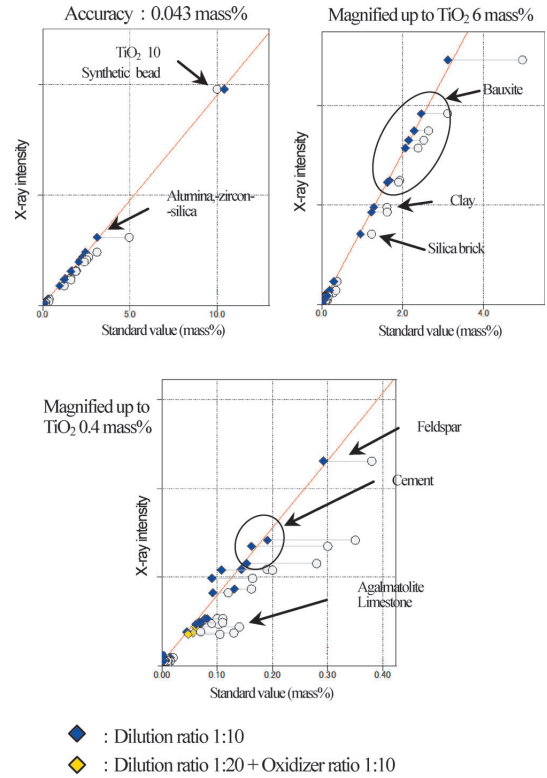 Accuracy : 0.043 mass%
TiO2 10
Synthetic bead
Alumina,-zircon-
-silica
X-ray intensity
0.0
5.0
10.0
Standard value (mass%)
Magnified up to TiO2 6 mass%
Bauxite
Clay
Silica brick
X-ray intensity
0.0
2.0
4.0
Standard value (mass%)
Magnified up to
TiO2 0.4 mass%
Feldspar
Cement
Agalmatolite
Limestone
X-ray intensity
0.00
0.10
0.20
0.30
0.40
Standard value (mass%)
: Dilution ratio 1:10
: Dilution ratio 1:20 + Oxidizer ratio 1:10